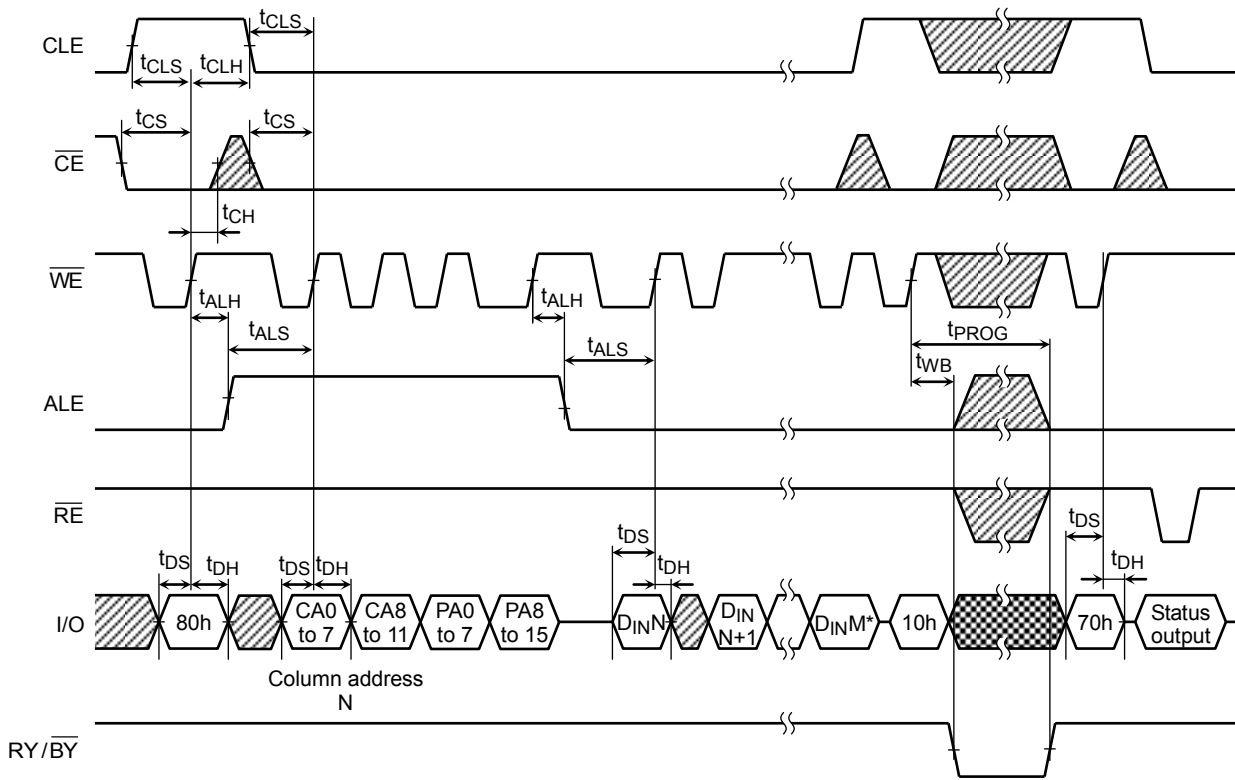 CLE
tCLS
tCLS
tCLH
CE
tCS
tCS
tCH
WE
tALH
tALH
tALS
tALS
tPROG
tWB
ALE
RE
tDS
tDH
tDS
tDH
tDS
tDH
tDS
tDH
I/O
80h
CA0 to 7
CA8 to 11
PA0 to 7
PA8 to 15
DINN
DIN N+1
DINM*
10h
70h
Status output
Column address
N
RY/BY